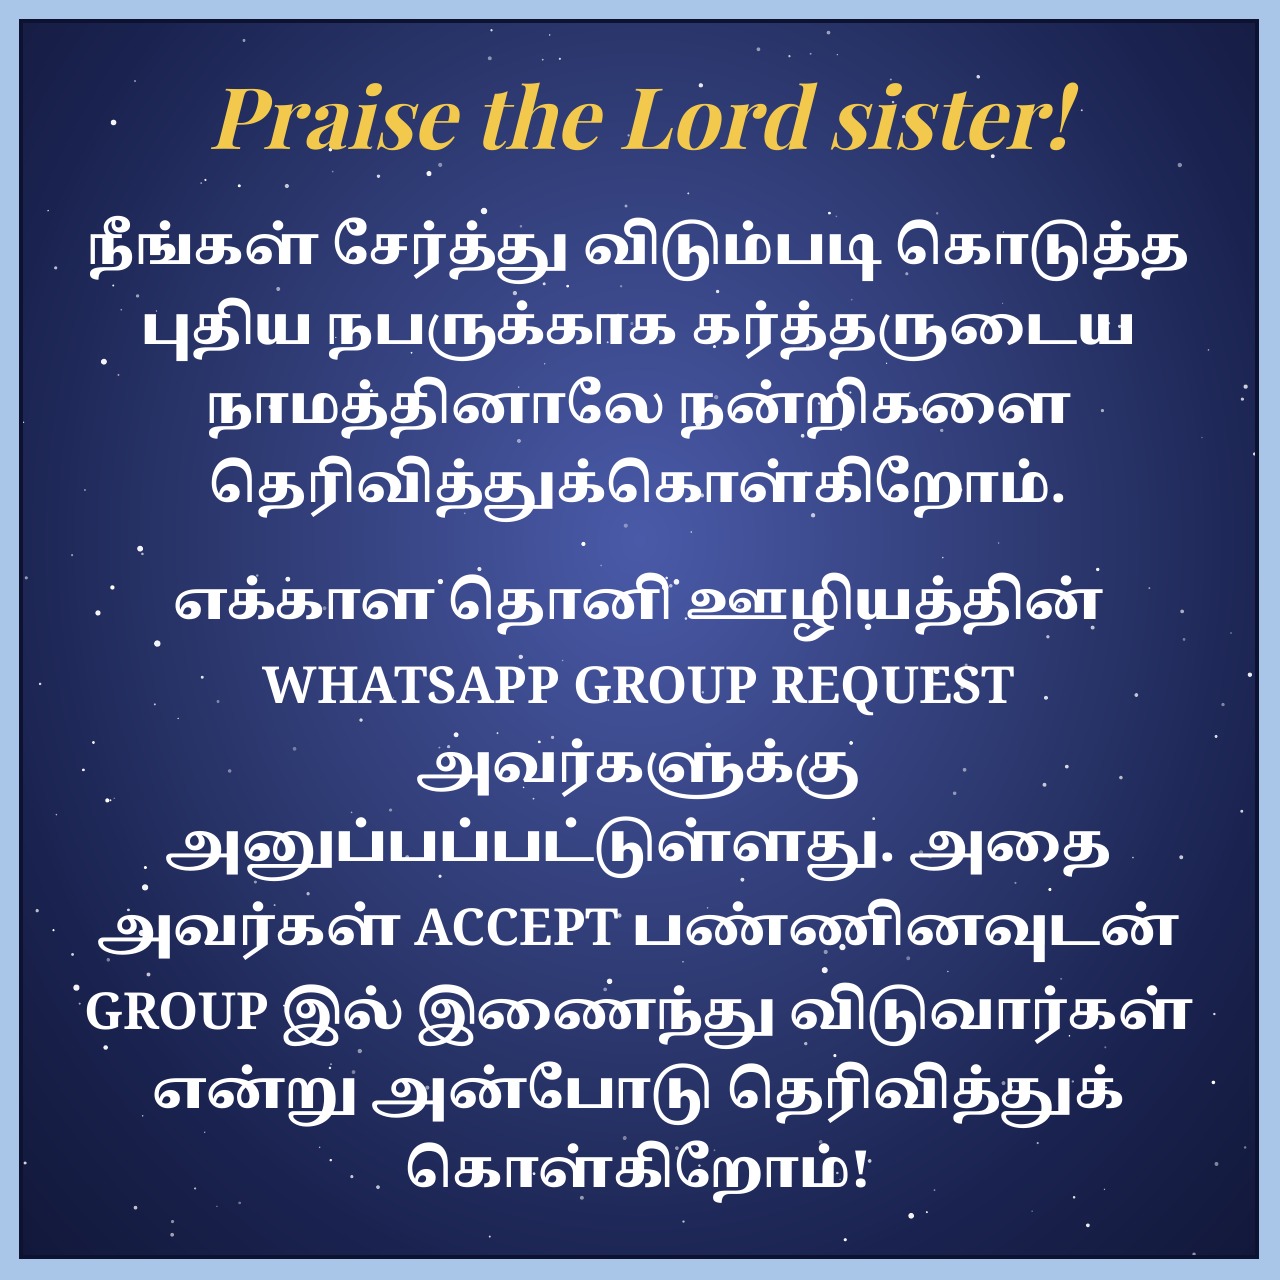 Praise the Lord sister!
நீங்கள் சேர்த்து விடும்படி கொடுத்த
புதிய நபருக்காக கர்த்தருடைய
நாமத்தினாலே நன்றிகளை
தெரிவித்துக்கொள்கிறோம்.
எக்காள தொனி ஊழியத்தின்
WHATSAPP GROUP REQUEST
அவர்களுக்கு
அனுப்பப்பட்டுள்ளது. அதை
அவர்கள் ACCEPT பண்ணினவுடன்
GROUP இல் இணைந்து விடுவார்கள்
என்று அன்போடு தெரிவித்துக்
கொள்கிறோம்!